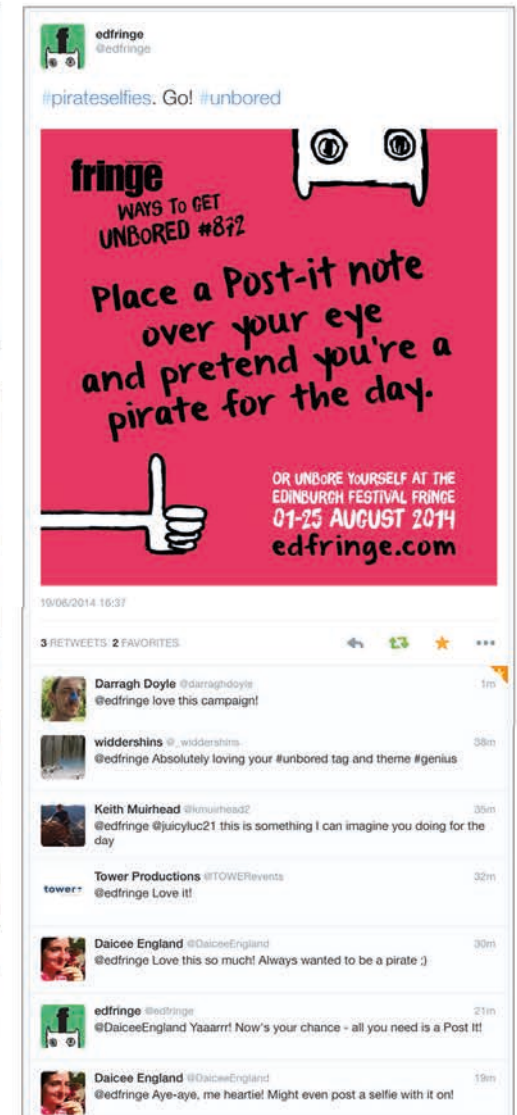 edfringe
@edfringe
#pirateselfies. Go! #unbored
fringe
WAYS TO GET
UNBORED #872
Place a Post-it note
over your eye
and pretend you're a
pirate for the day.
OR UNBORE YOURSELF AT THE
EDINBURGH FESTIVAL FRINGE
01-25 AUGUST 2014
edfringe.com
19/06/2014 16:37
3 RETWEETS 2 FAVORITES
Darragh Doyle @darraghdoyle 1m
@edfringe love this campaign!
widdershins @_widdershins 38m
@edfringe Absolutely loving your #unbored tag and theme #genius
Keith Muirhead @kmuirhead2 35m
@edfringe @juicyluc21 this is something I can imagine you doing for the
day
tower+
Tower Productions @TOWERevents 32m
@edfringe Love it!
Daicee England @DaiceeEngland 30m
@edfringe Love this so much! Always wanted to be a pirate ;)
edfringe @edfringe 21m
@DaiceeEngland Yaaarrr! Now's your chance - all you need is a Post It!
Daicee England @DaiceeEngland 19m
@edfringe Aye-aye, me heartie! Might even post a selfie with it on!